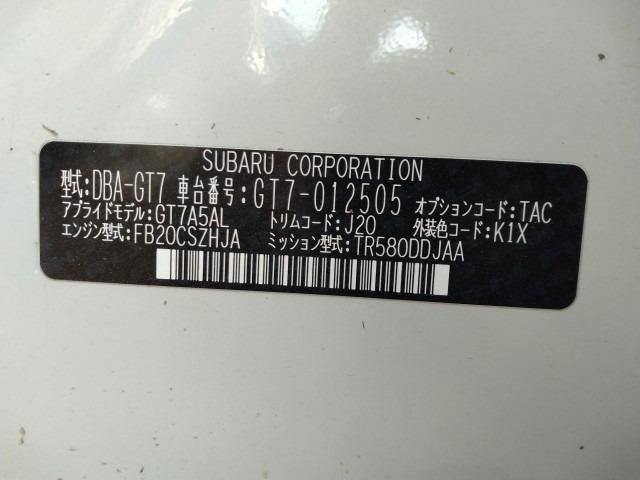 SUBARU CORPORATION
型式:DBA-GT7 車台番号:GT7-012505 オプションコード:TAC
アプライドモデル:GT7A5AL トリムコード:J20 外装色コード:K1X
エンジン型式:FB20CSZHJA ミッション型式:TR580DDJAA